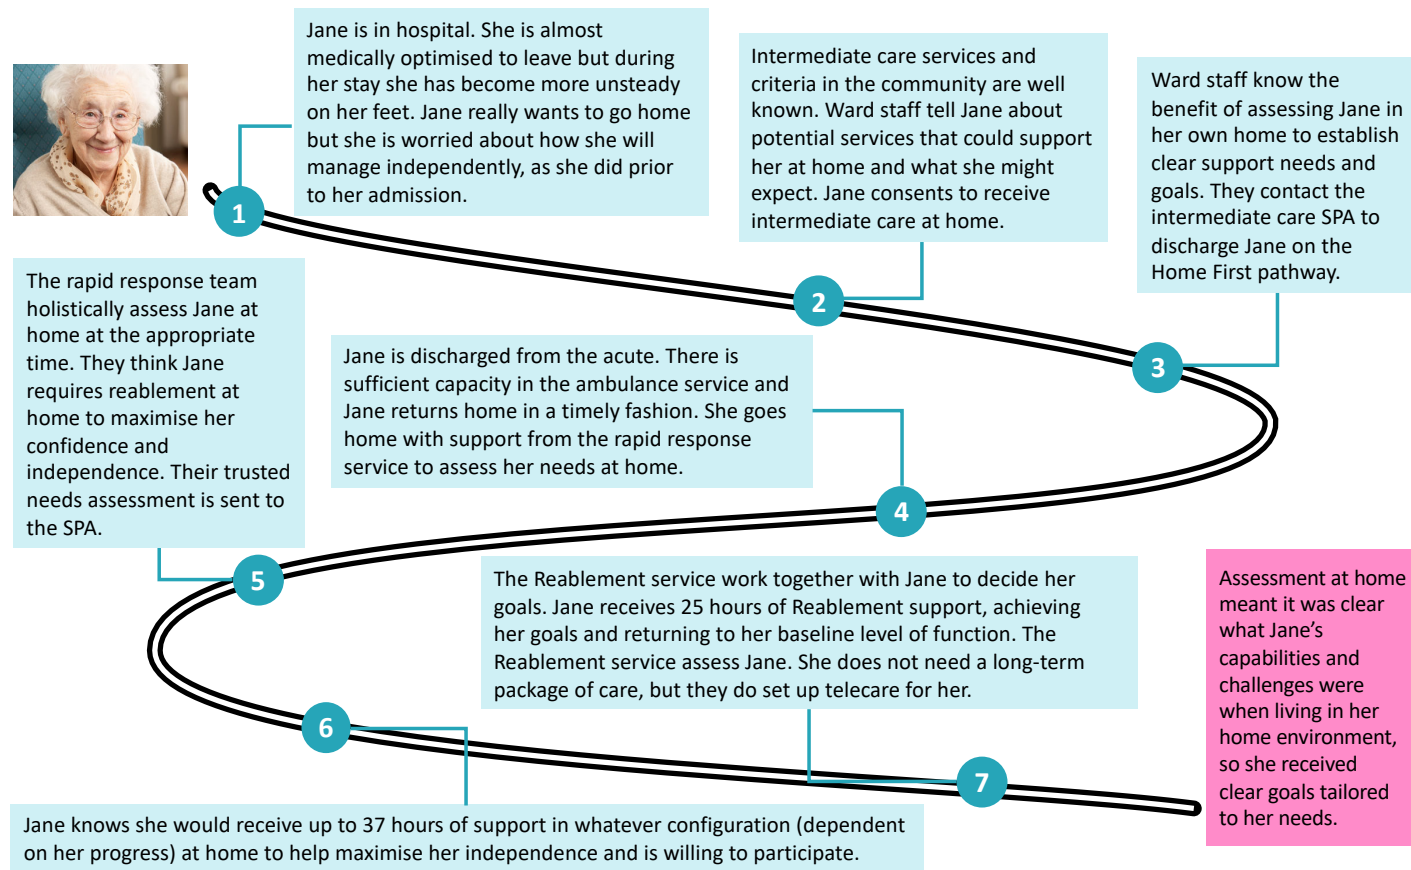 1
Jane is in hospital. She is almost
medically optimised to leave but during
her stay she has become more unsteady
on her feet. Jane really wants to go home
but she is worried about how she will
manage independently, as she did prior
to her admission.
2
Intermediate care services and
criteria in the community are well
known. Ward staff tell Jane about
potential services that could support
her at home and what she might
expect. Jane consents to receive
intermediate care at home.
3
Ward staff know the
benefit of assessing Jane in
her own home to establish
clear support needs and
goals. They contact the
intermediate care SPA to
discharge Jane on the
Home First pathway.
4
Jane is discharged from the acute. There is
sufficient capacity in the ambulance service and
Jane returns home in a timely fashion. She goes
home with support from the rapid response
service to assess her needs at home.
5
The rapid response team
holistically assess Jane at
home at the appropriate
time. They think Jane
requires reablement at
home to maximise her
confidence and
independence. Their trusted
needs assessment is sent to
the SPA.
6
Jane knows she would receive up to 37 hours of support in whatever configuration (dependent
on her progress) at home to help maximise her independence and is willing to participate.
7
The Reablement service work together with Jane to decide her
goals. Jane receives 25 hours of Reablement support, achieving
her goals and returning to her baseline level of function. The
Reablement service assess Jane. She does not need a long-term
package of care, but they do set up telecare for her.
Assessment at home
meant it was clear
what Jane's
capabilities and
challenges were
when living in her
home environment,
so she received
clear goals tailored
to her needs.